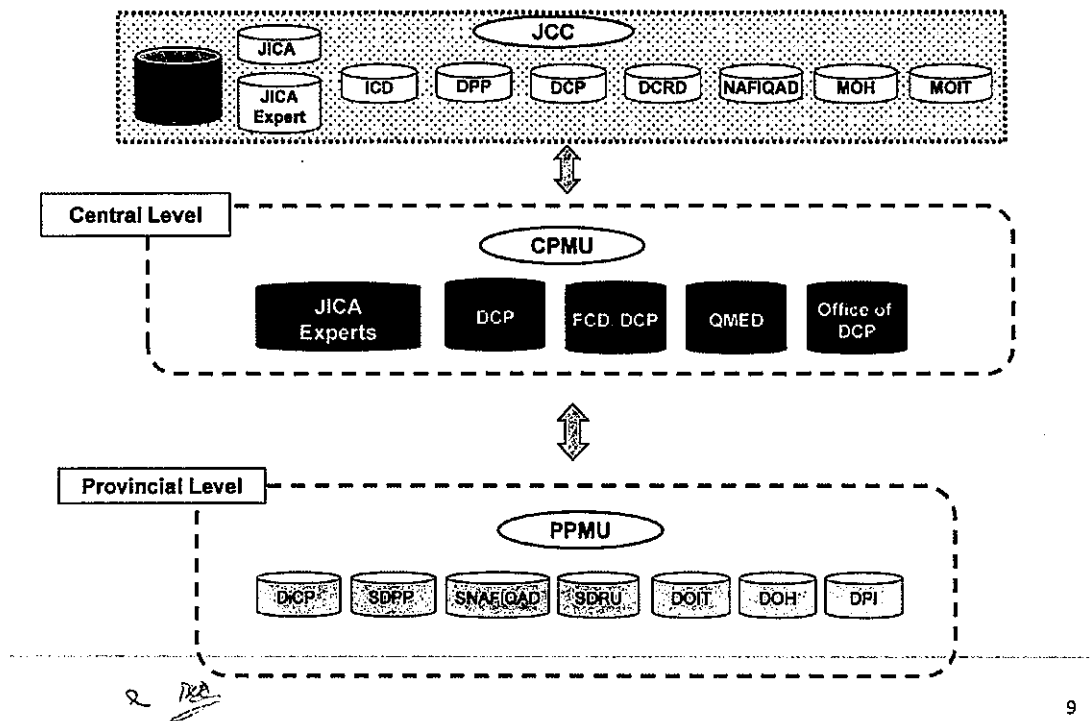 JCC
JICA
JICA
Expert
ICD
DPP
DCP
DCRD
NAFIQAD
MOH
MOIT
Central Level
CPMU
JICA
Experts
DCP
FCD. DCP
QMED
Office of
DCP
Provincial Level
PPMU
DiCP
SDPP
SNAFIQAD
SDRU
DOIT
DOH
DPI
9